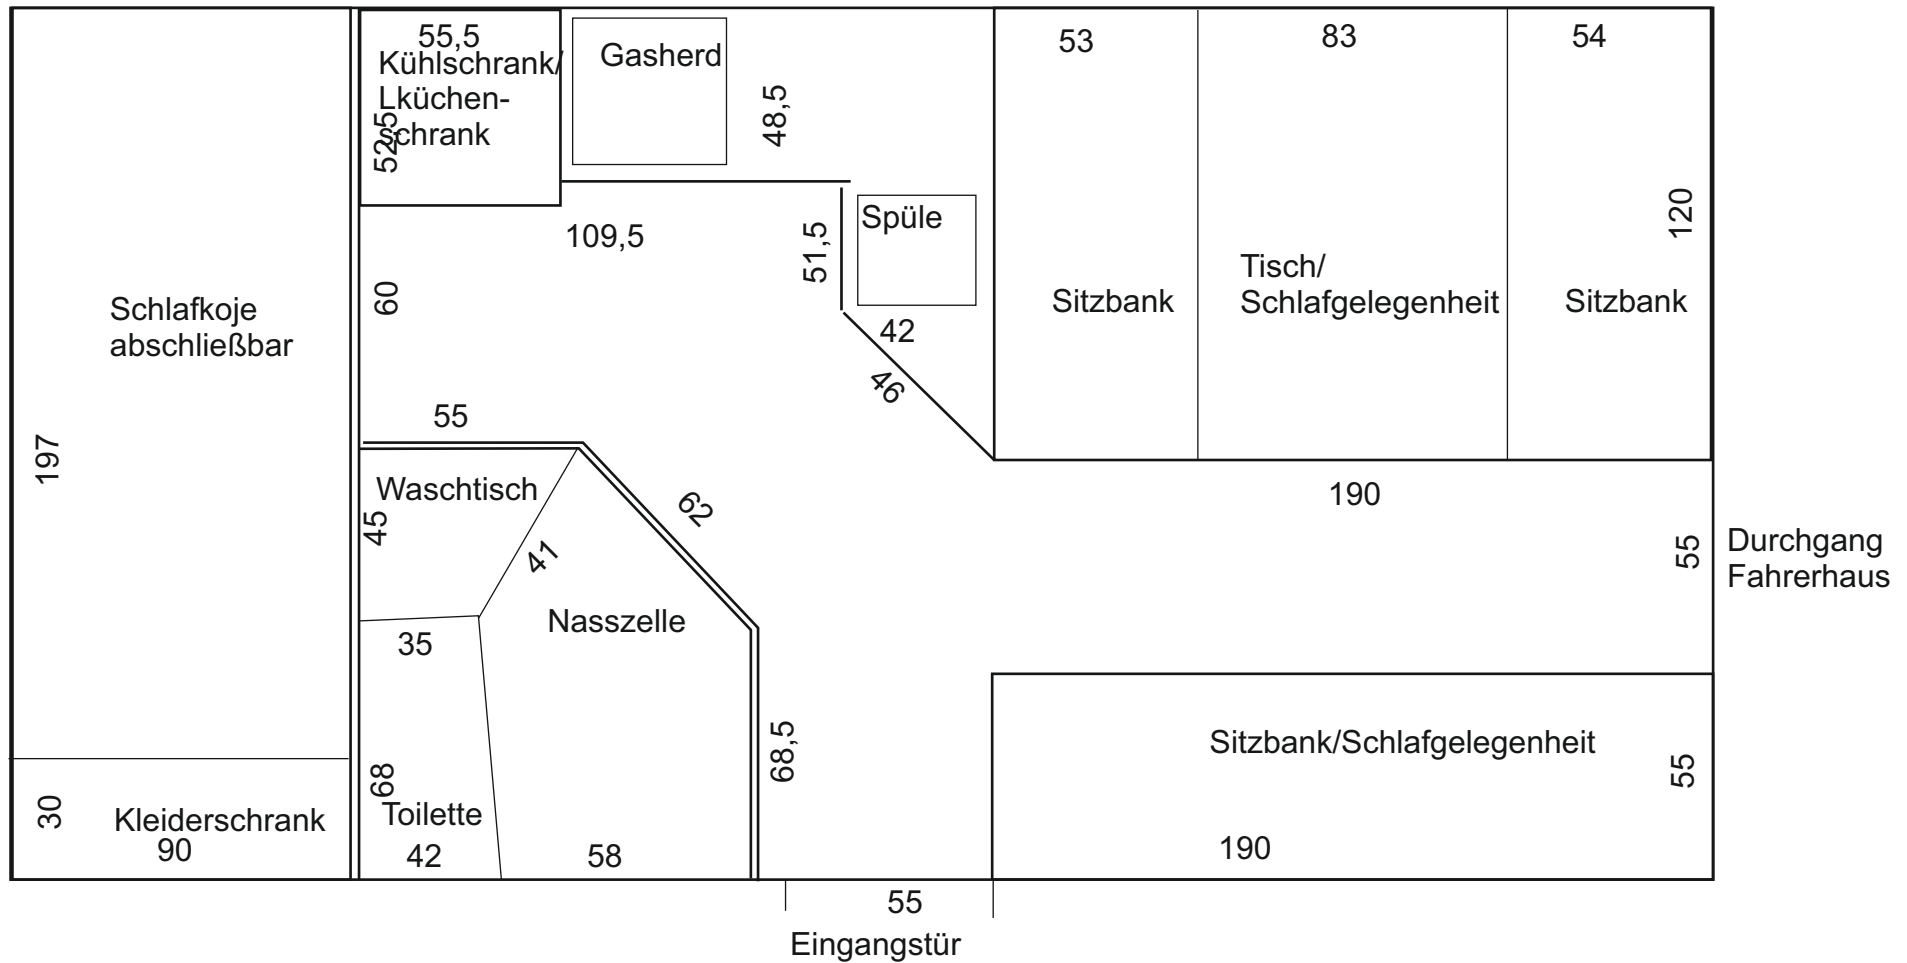 55,5
Kühlschrank/
Lküchen-
schrank
52,5
Gasherd
48,5
53
83
54
109,5
51,5
Spüle
42
46
60
Schlafkoje
abschließbar
197
Sitzbank
Tisch/
Schlafgelegenheit
Sitzbank
120
190
55
Durchgang
Fahrerhaus
55
Waschtisch
45
41
62
35
Nasszelle
68
Toilette
42
58
68,5
30
Kleiderschrank
90
Sitzbank/Schlafgelegenheit
55
190
55
Eingangstür